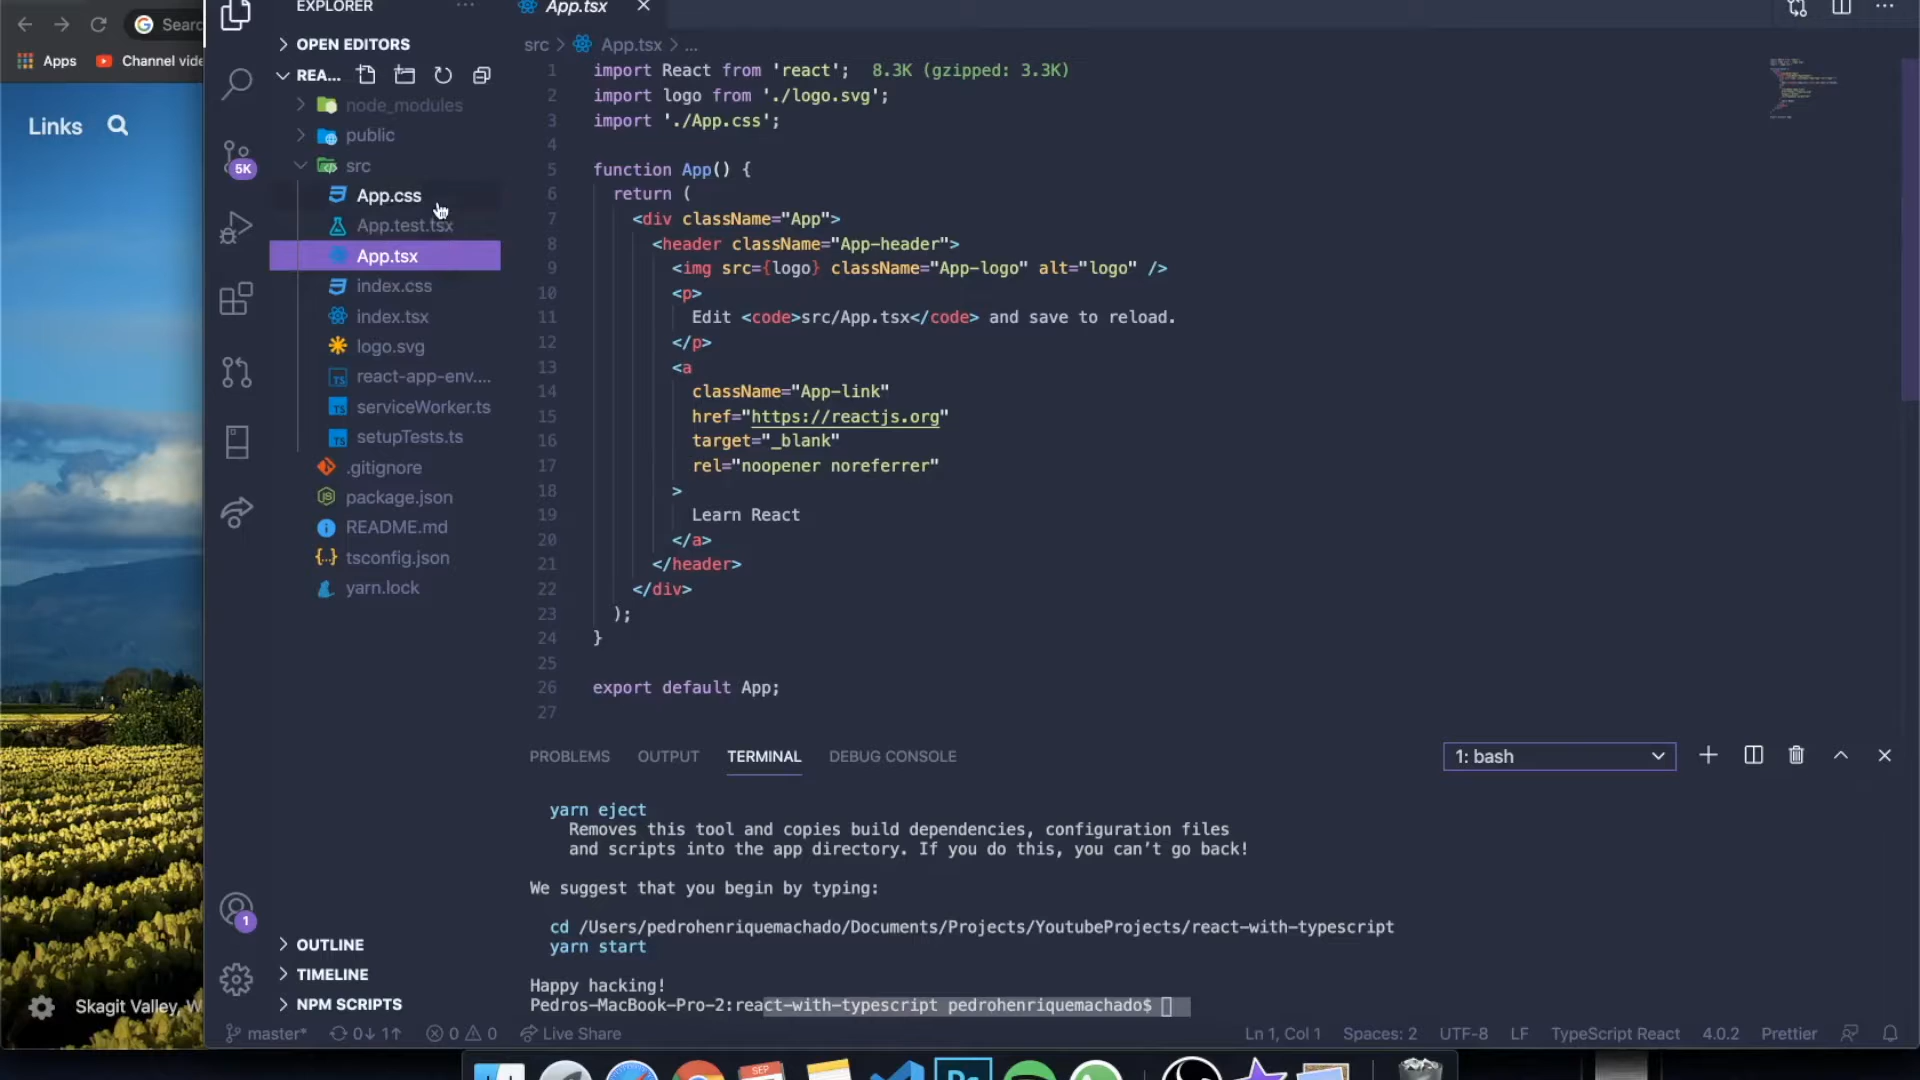 Searc
Apps
Channel vide
Links
Skagit Valley, W
EXPLORER
OPEN EDITORS
REA...
node_modules
public
src
App.css
App.test.tsx
App.tsx
index.css
index.tsx
logo.svg
react-app-env....
serviceWorker.ts
setupTests.ts
.gitignore
package.json
README.md
tsconfig.json
yarn.lock
OUTLINE
TIMELINE
NPM SCRIPTS
5K
1
App.tsx
src > App.tsx > ...
1 import React from 'react'; 8.3K (gzipped: 3.3K)
2 import logo from './logo.svg';
3 import './App.css';
4
5 function App() {
6 return (
7 <div className="App">
8 <header className="App-header">
9 <img src={logo} className="App-logo" alt="logo" />
10 <p>
11 Edit <code>src/App.tsx</code> and save to reload.
12 </p>
13 <a
14 className="App-link"
15 href="https://reactjs.org"
16 target="_blank"
17 rel="noopener noreferrer"
18 >
19 Learn React
20 </a>
21 </header>
22 </div>
23 );
24 }
25
26 export default App;
27
PROBLEMS OUTPUT TERMINAL DEBUG CONSOLE 1: bash
yarn eject
Removes this tool and copies build dependencies, configuration files
and scripts into the app directory. If you do this, you can’t go back!
We suggest that you begin by typing:
cd /Users/pedrohenriquemachado/Documents/Projects/YoutubeProjects/react-with-typescript
yarn start
Happy hacking!
Pedros-MacBook-Pro-2:react-with-typescript pedrohenriquemachado$
master* 0↓ 1↑ 0 0 Live Share Ln 1, Col 1 Spaces: 2 UTF-8 LF TypeScript React 4.0.2 Prettier
SEP